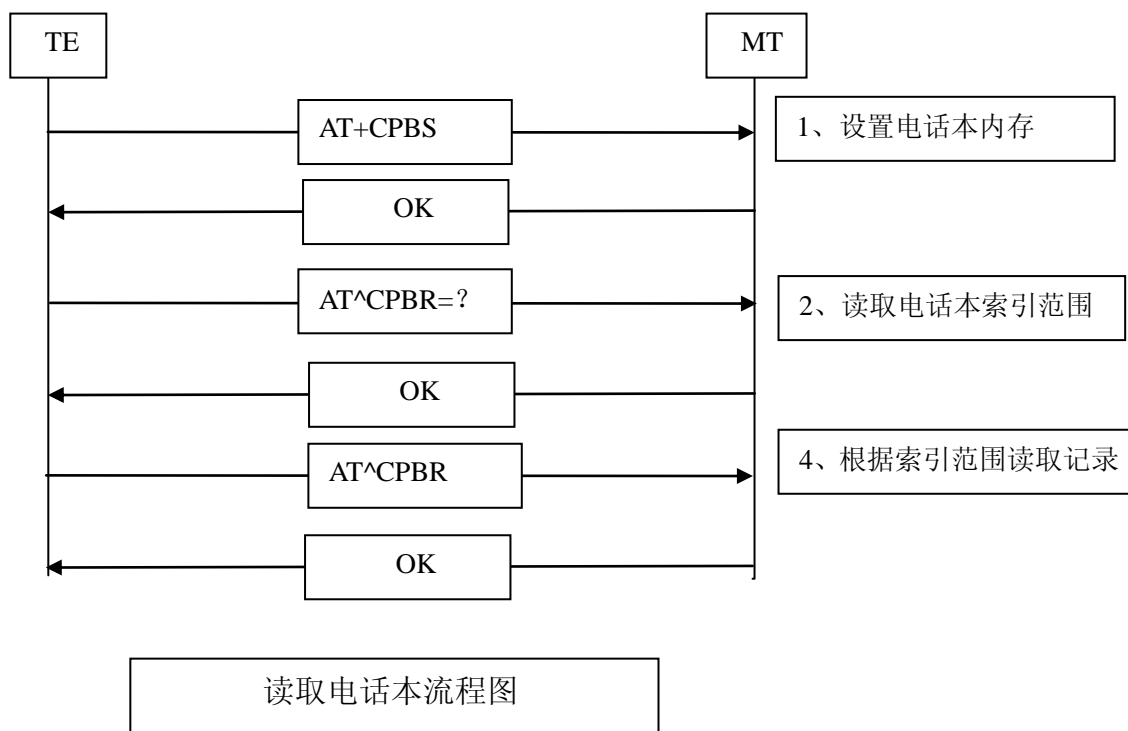 TE
MT
AT+CPBS
1、设置电话本内存
OK
AT^CPBR=？
2、读取电话本索引范围
OK
AT^CPBR
4、根据索引范围读取记录
OK
读取电话本流程图